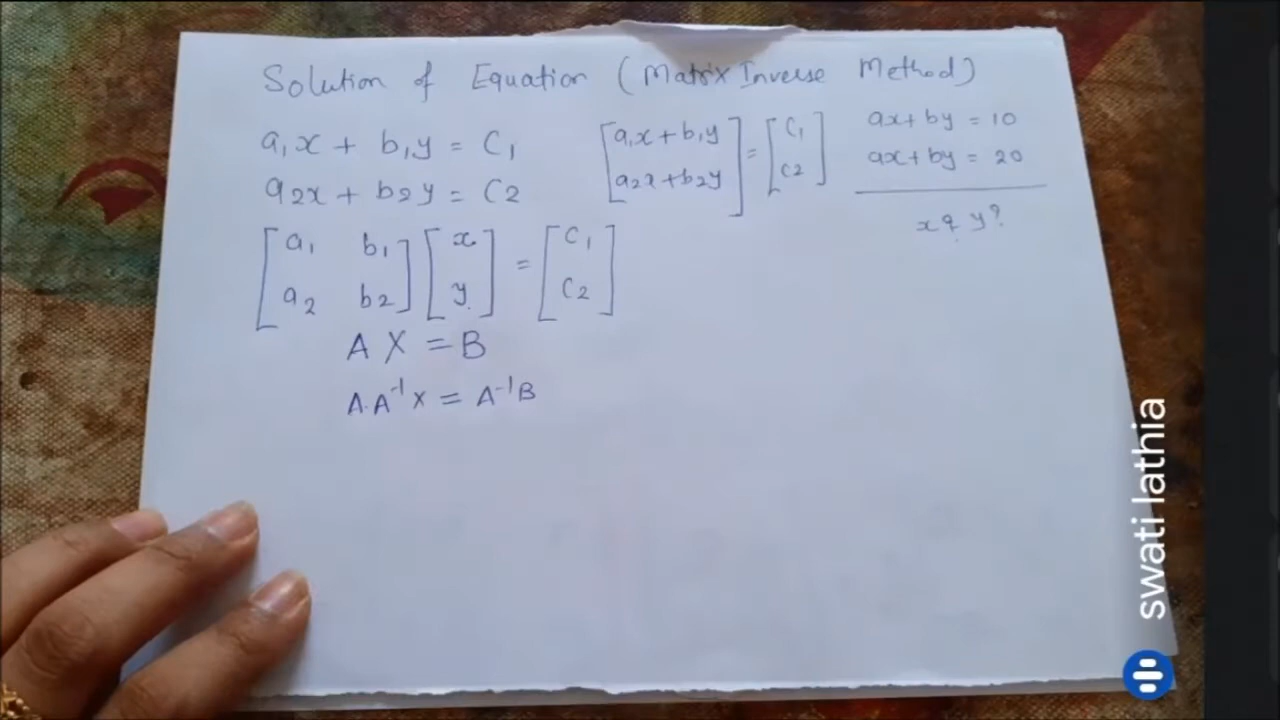 Solution of Equation (Matrix Inverse Method)
a₁x + b₁y = C₁
a2x + b2y = C2
[a₁x + b₁y] = [C₁]
[a2x + b2y] [C2]
ax + by = 10
ax + by = 20
x & y?
[a₁ b₁] [x] = [C₁]
[a2 b2] [y] [C2]
A X = B
A.A⁻¹ X = A⁻¹B
swati lathia